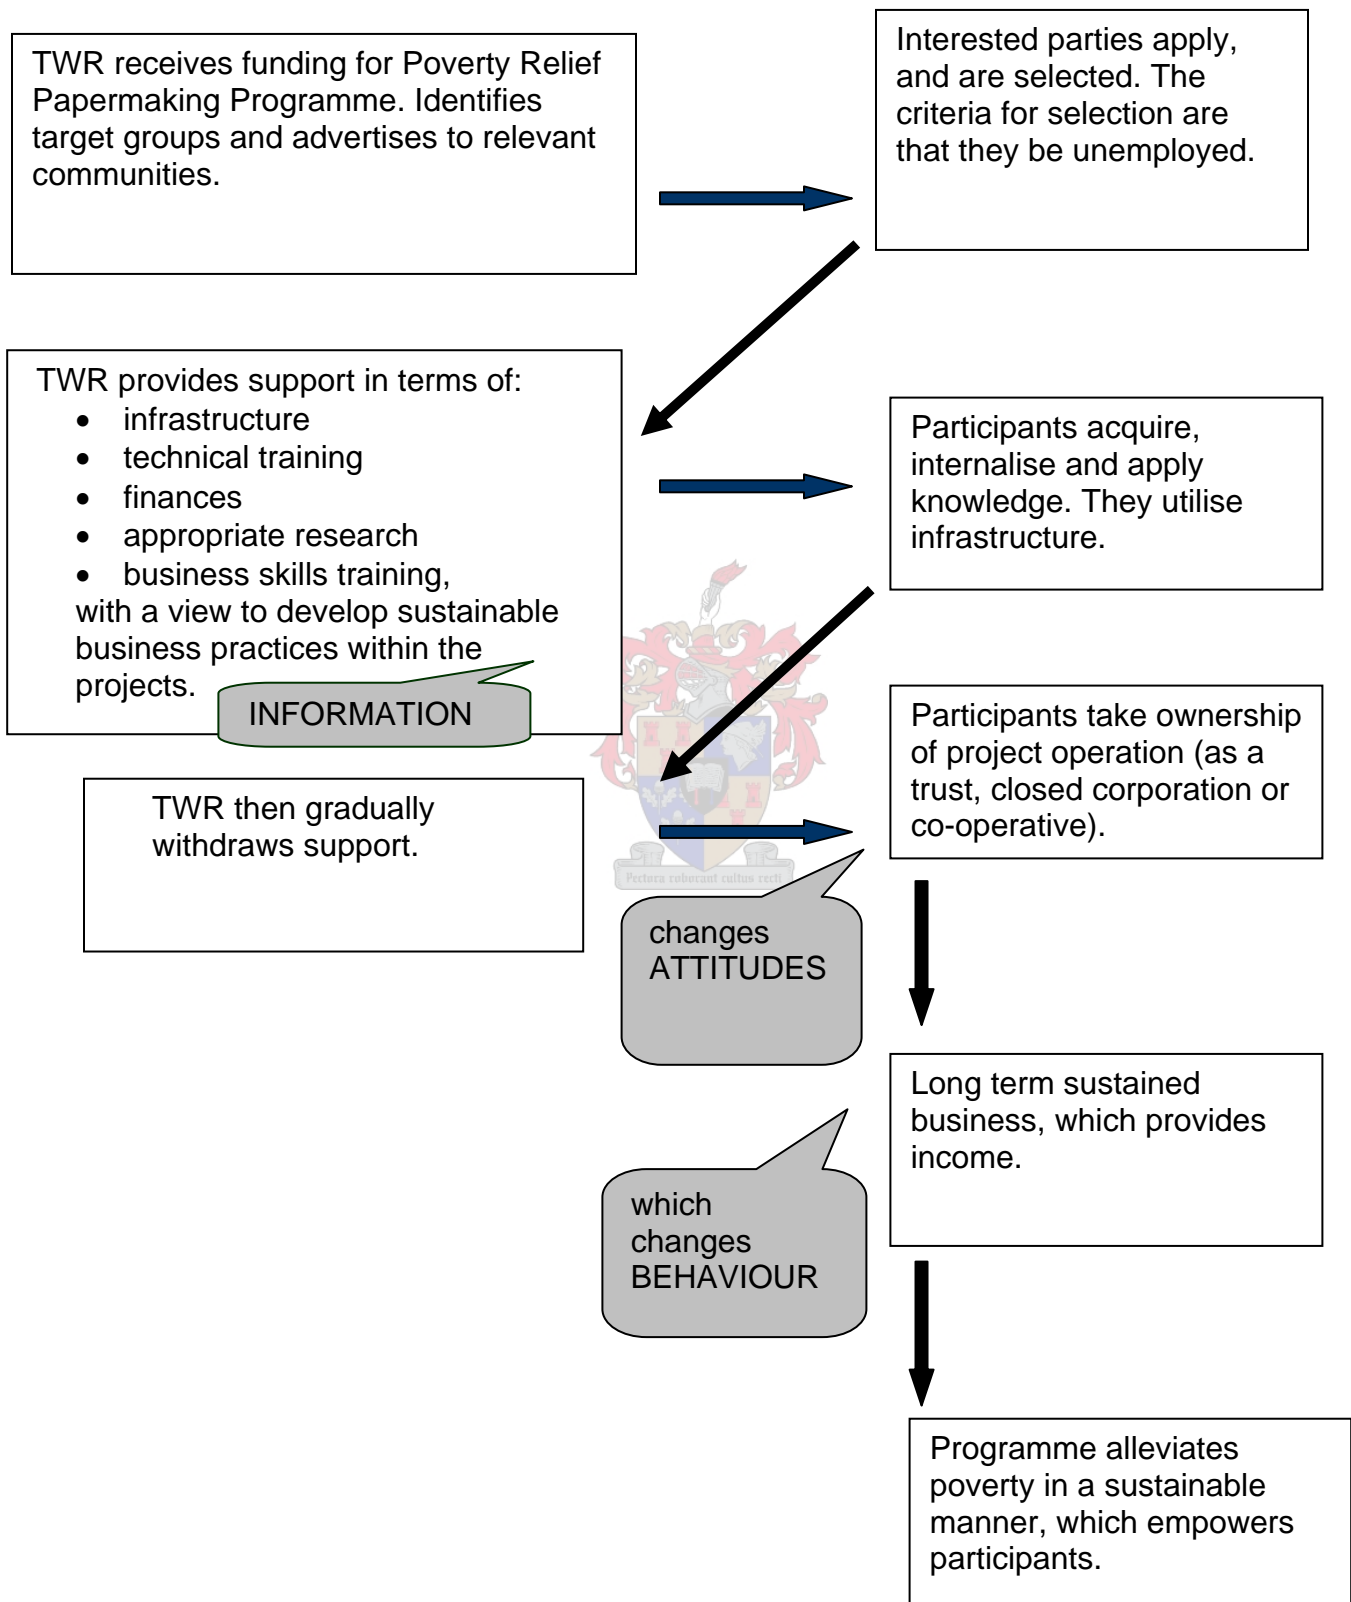 TWR receives funding for Poverty Relief
Papermaking Programme. Identifies
target groups and advertises to relevant
communities.
Interested parties apply,
and are selected. The
criteria for selection are
that they be unemployed.
TWR provides support in terms of:
• infrastructure
• technical training
• finances
• appropriate research
• business skills training,
with a view to develop sustainable
business practices within the
projects.
INFORMATION
Participants acquire,
internalise and apply
knowledge. They utilise
infrastructure.
TWR then gradually
withdraws support.
Participants take ownership
of project operation (as a
trust, closed corporation or
co-operative).
Pectora roborant cultus recti
changes
ATTITUDES
Long term sustained
business, which provides
income.
which
changes
BEHAVIOUR
Programme alleviates
poverty in a sustainable
manner, which empowers
participants.